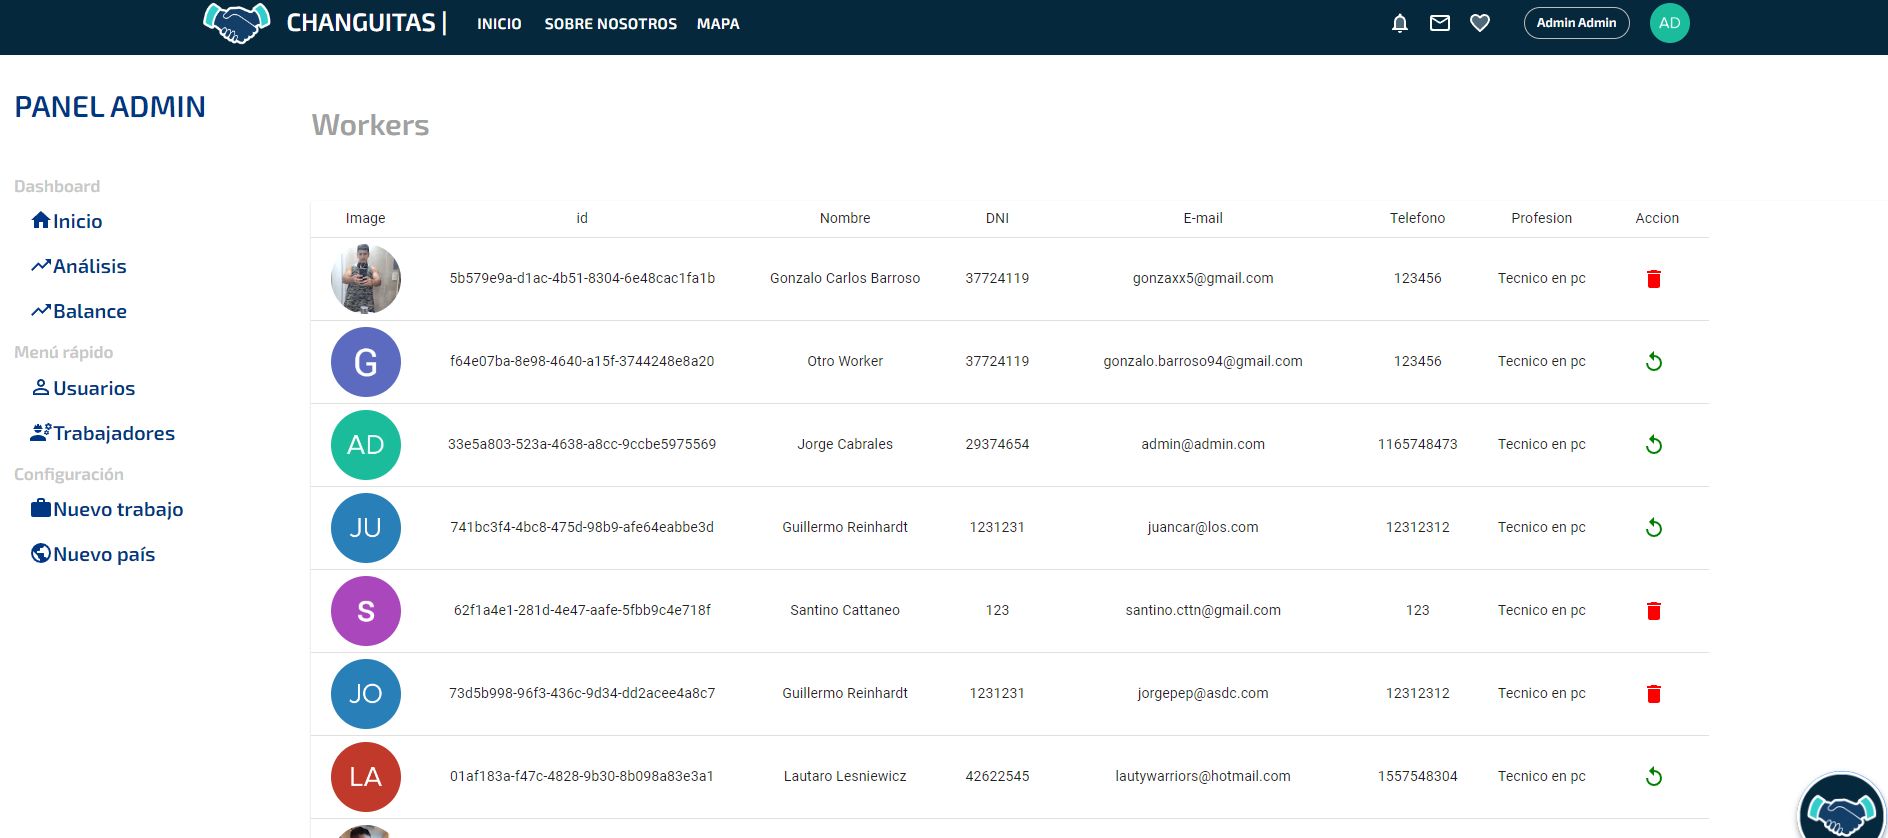 CHANGUITAS | INICIO SOBRE NOSOTROS MAPA Admin Admin AD
PANEL ADMIN
Dashboard
Inicio
Análisis
Balance
Menú rápido
Usuarios
Trabajadores
Configuración
Nuevo trabajo
Nuevo país
Workers
Image id Nombre DNI E-mail Telefono Profesion Accion
5b579e9a-d1ac-4b51-8304-6e48cac1fa1b Gonzalo Carlos Barroso 37724119 gonzaxx5@gmail.com 123456 Tecnico en pc
G f64e07ba-8e98-4640-a15f-3744248e8a20 Otro Worker 37724119 gonzalo.barroso94@gmail.com 123456 Tecnico en pc
AD 33e5a803-523a-4638-a8cc-9ccbe5975569 Jorge Cabrales 29374654 admin@admin.com 1165748473 Tecnico en pc
JU 741bc3f4-4bc8-475d-98b9-afe64eabbe3d Guillermo Reinhardt 1231231 juancar@los.com 12312312 Tecnico en pc
S 62f1a4e1-281d-4e47-aafe-5fbb9c4e718f Santino Cattaneo 123 santino.cttn@gmail.com 123 Tecnico en pc
JO 73d5b998-96f3-436c-9d34-dd2acee4a8c7 Guillermo Reinhardt 1231231 jorgepep@asdc.com 12312312 Tecnico en pc
LA 01af183a-f47c-4828-9b30-8b098a83e3a1 Lautaro Lesniewicz 42622545 lautywarriors@hotmail.com 1557548304 Tecnico en pc